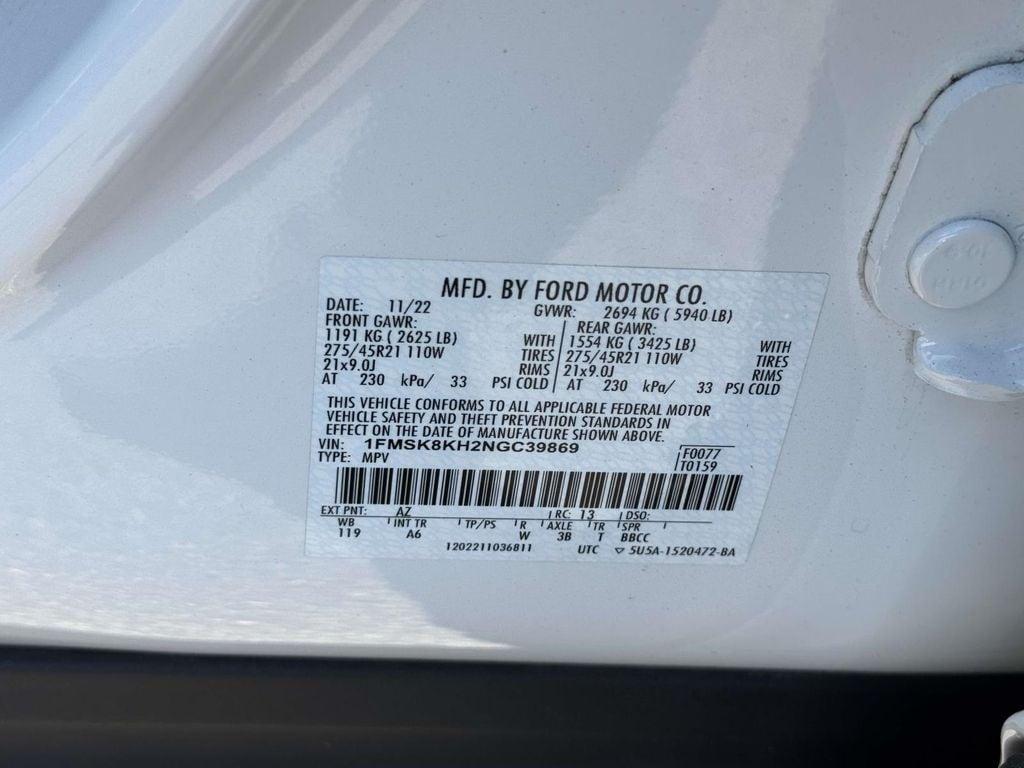 MFD. BY FORD MOTOR CO.
DATE: 11/22 GVWR: 2694 KG ( 5940 LB)
FRONT GAWR: REAR GAWR:
1191 KG ( 2625 LB) WITH 1554 KG ( 3425 LB) WITH
275/45R21 110W TIRES 275/45R21 110W TIRES
21x9.0J RIMS 21x9.0J RIMS
AT 230 kPa/ 33 PSI COLD AT 230 kPa/ 33 PSI COLD
THIS VEHICLE CONFORMS TO ALL APPLICABLE FEDERAL MOTOR
VEHICLE SAFETY AND THEFT PREVENTION STANDARDS IN
EFFECT ON THE DATE OF MANUFACTURE SHOWN ABOVE.
VIN: 1FMSK8KH2NGC39869 F0077
TYPE: MPV T0159
EXT PNT: AZ RC: 13 DSO:
WB INT TR TP/PS R AXLE TR SPR
119 A6 W 3B T BBCC
1202211036811 UTC 5U5A-1520472-BA